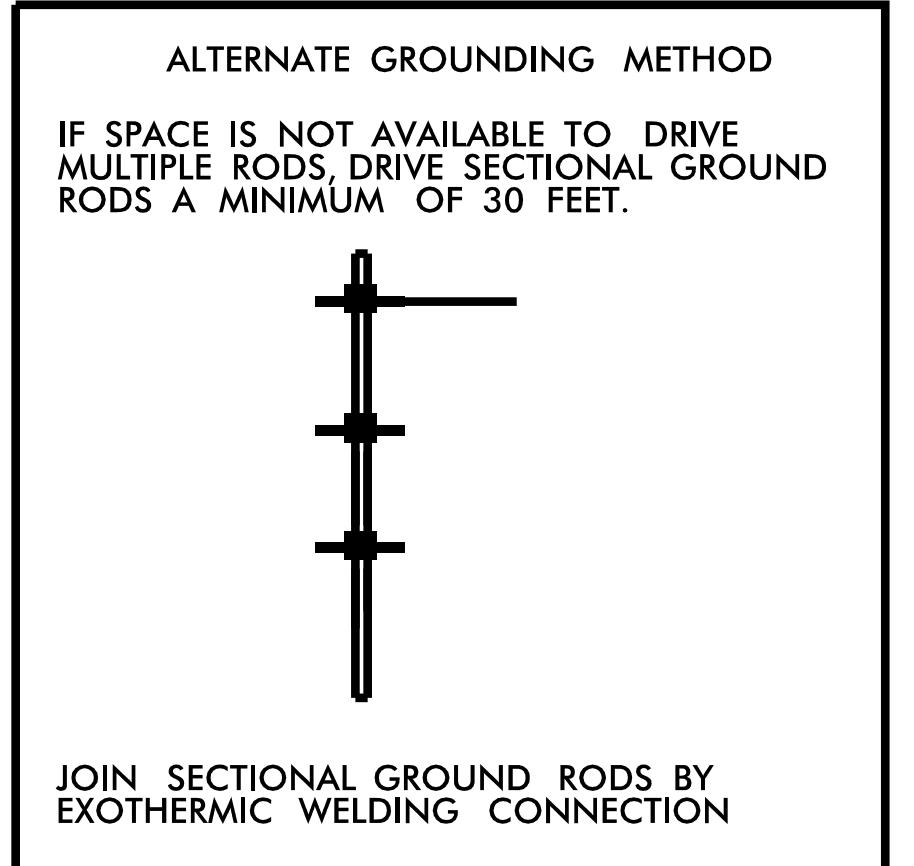 ALTERNATE GROUNDING METHOD
IF SPACE IS NOT AVAILABLE TO DRIVE
MULTIPLE RODS, DRIVE SECTIONAL GROUND
RODS A MINIMUM OF 30 FEET.
JOIN SECTIONAL GROUND RODS BY
EXOTHERMIC WELDING CONNECTION